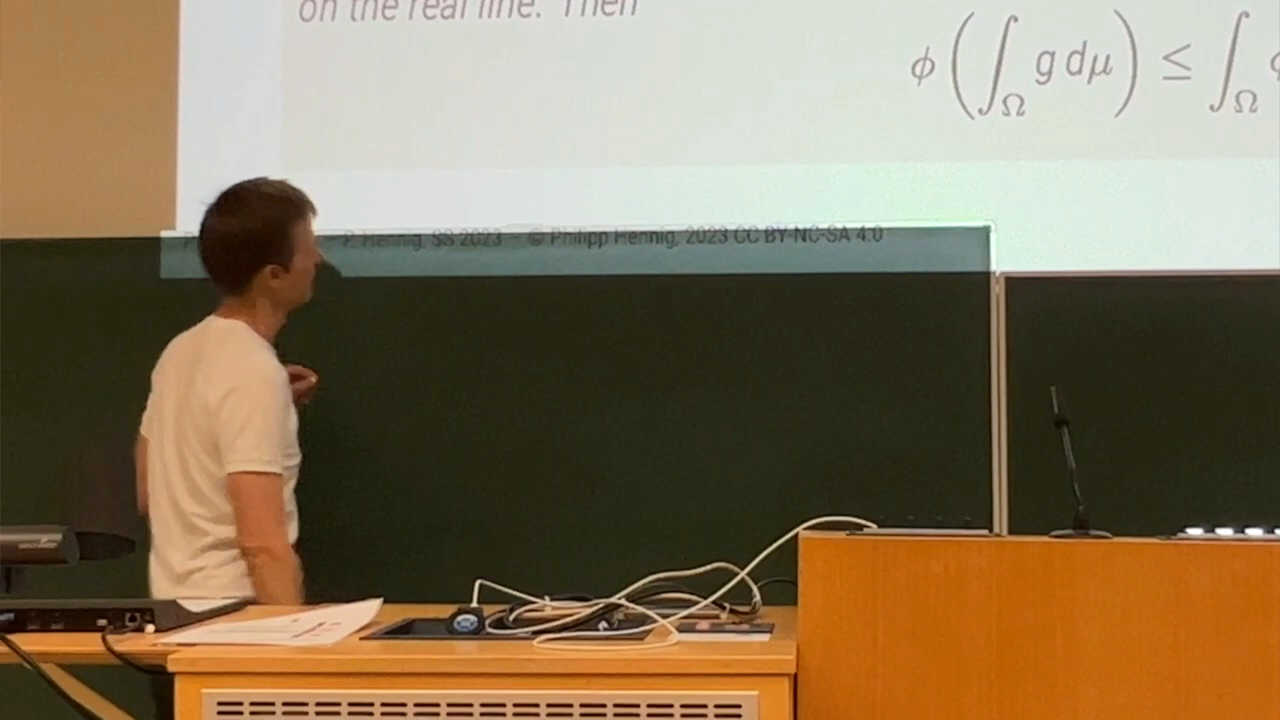 on the real line. Then
ϕ(∫_Ω g dμ) ≤ ∫_Ω
P. Hennig, SS 2023 — © Philipp Hennig, 2023 CC BY-NC-SA 4.0